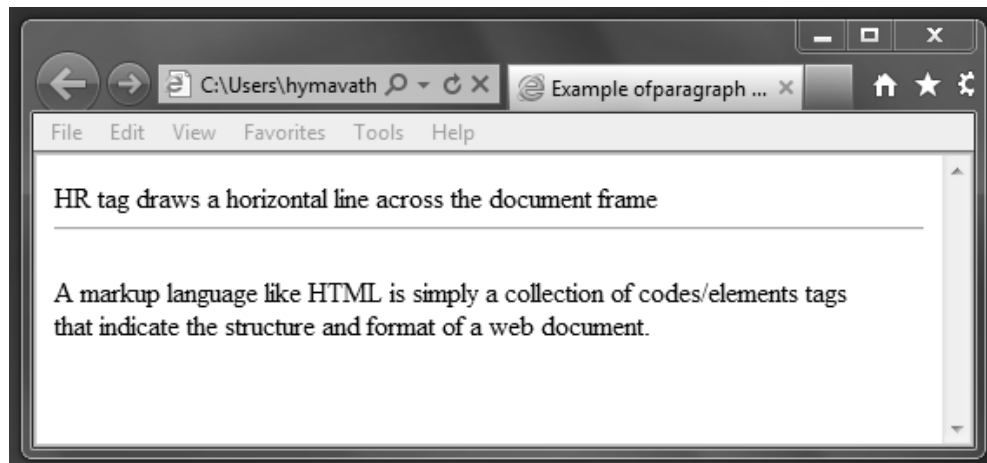 C:\Users\hymavath
Example ofparagraph ...
File Edit View Favorites Tools Help
HR tag draws a horizontal line across the document frame
A markup language like HTML is simply a collection of codes/elements tags
that indicate the structure and format of a web document.